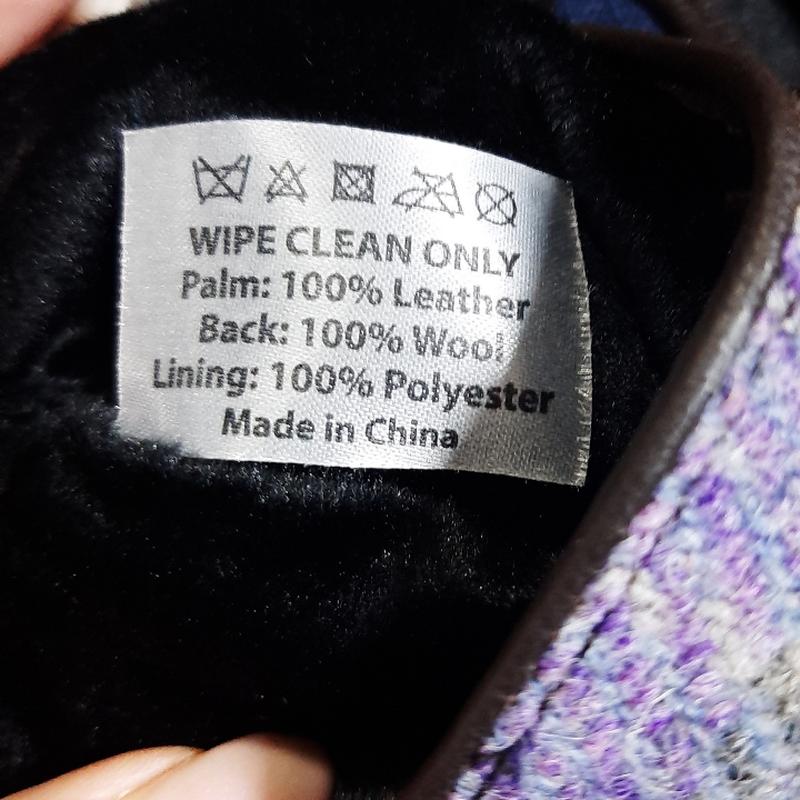 WIPE CLEAN ONLY
Palm: 100% Leather
Back: 100% Wool
Lining: 100% Polyester
Made in China